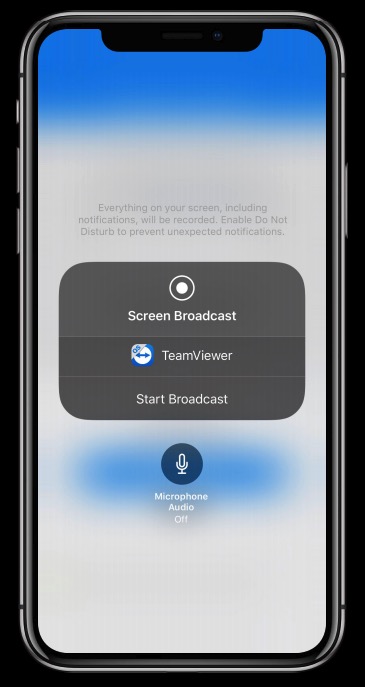 Everything on your screen, including
notifications, will be recorded. Enable Do Not
Disturb to prevent unexpected notifications.
Screen Broadcast
TeamViewer
Start Broadcast
Microphone
Audio
Off